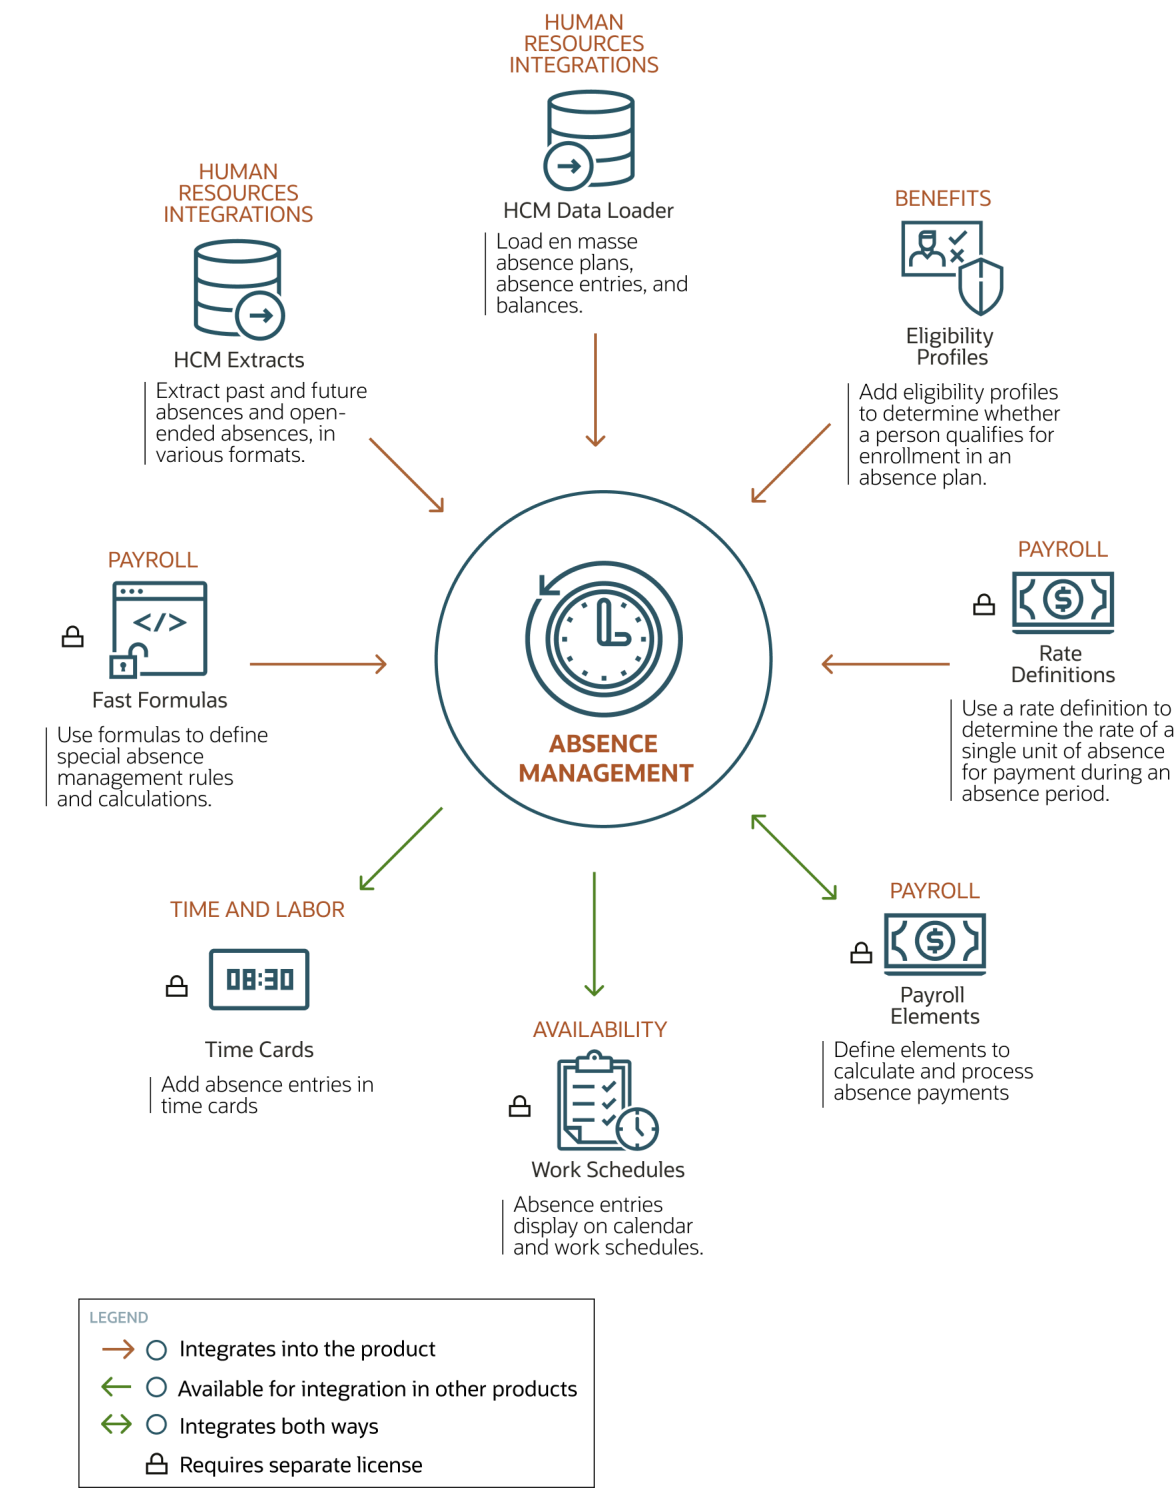 HUMAN
RESOURCES
INTEGRATIONS
HCM Data Loader
Load en masse
absence plans,
absence entries, and
balances.
HUMAN
RESOURCES
INTEGRATIONS
HCM Extracts
Extract past and future
absences and open-
ended absences, in
various formats.
BENEFITS
Eligibility
Profiles
Add eligibility profiles
to determine whether
a person qualifies for
enrollment in an
absence plan.
PAYROLL
</>
Fast Formulas
Use formulas to define
special absence
management rules
and calculations.
ABSENCE
MANAGEMENT
PAYROLL
$
Rate
Definitions
Use a rate definition to
determine the rate of a
single unit of absence
for payment during an
absence period.
TIME AND LABOR
08:30
Time Cards
Add absence entries in
time cards
AVAILABILITY
Work Schedules
Absence entries
display on calendar
and work schedules.
PAYROLL
$
Payroll
Elements
Define elements to
calculate and process
absence payments
LEGEND
Integrates into the product
Available for integration in other products
Integrates both ways
Requires separate license